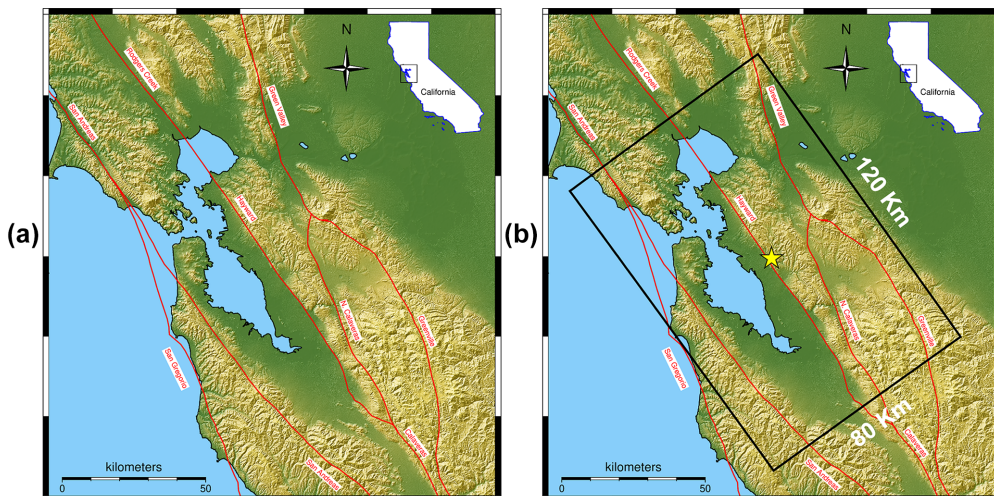 (a)
N
California
Rodgers Creek
Green Valley
San Andreas
Hayward
N. Calaveras
Greenville
San Gregorio
Calaveras
San Andreas
kilometers
0 50
(b)
N
California
Rodgers Creek
Green Valley
San Andreas
120 Km
Hayward
N. Calaveras
Greenville
San Gregorio
80 Km
Calaveras
San Andreas
kilometers
0 50